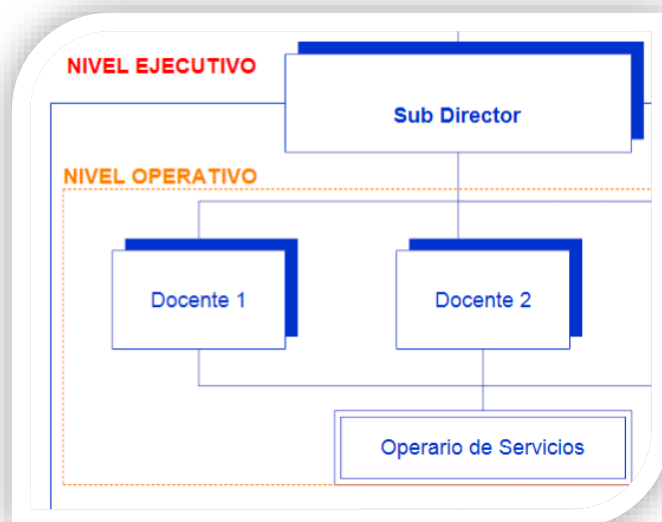 NIVEL EJECUTIVO
Sub Director
NIVEL OPERATIVO
Docente 1
Docente 2
Operario de Servicios